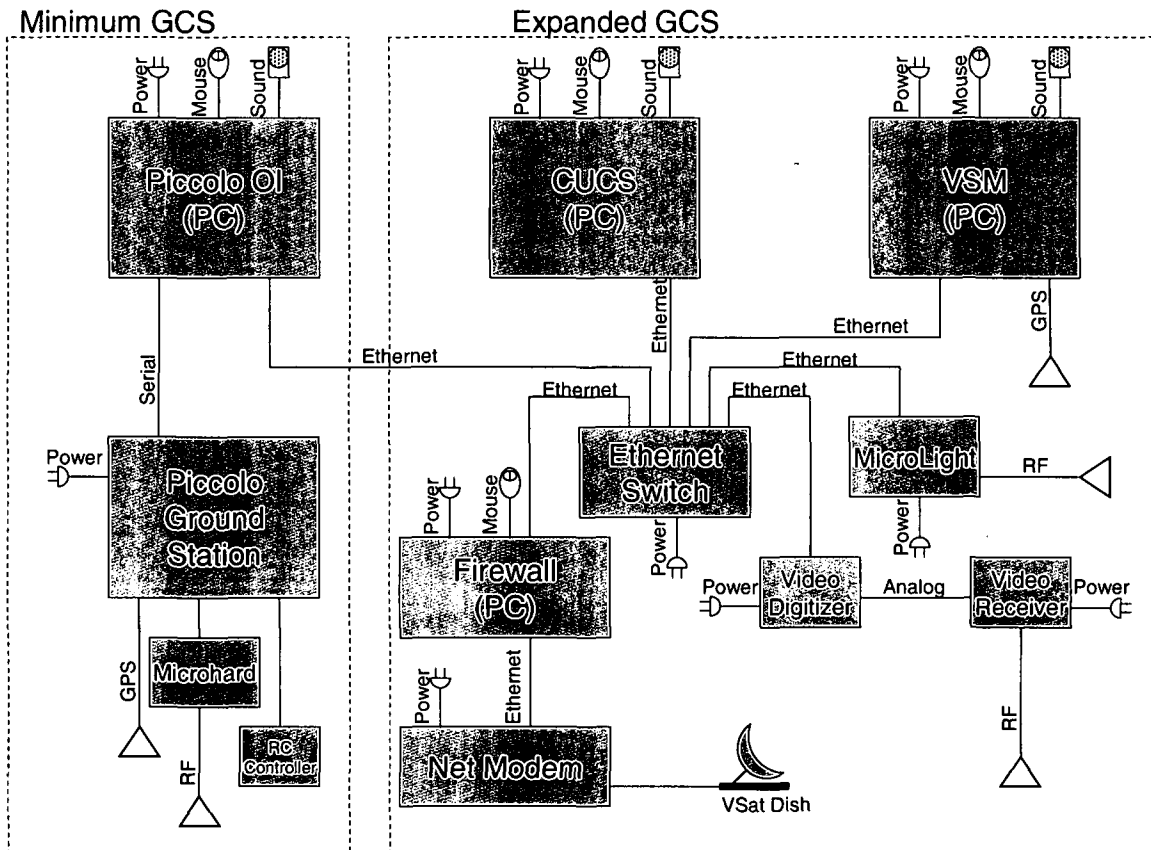 Minimum GCS
Expanded GCS
Power
Mouse
Sound
Power
Mouse
Sound
Power
Mouse
Sound
Piccolo OI
(PC)
CUCS
(PC)
VSM
(PC)
Serial
Ethernet
Ethernet
Ethernet
GPS
Ethernet
Ethernet
Power
Piccolo
Ground
Station
Ethernet
Switch
MicroLight
RF
Power
Mouse
Power
Power
Firewall
(PC)
Power
Video
Digitizer
Analog
Video
Receiver
Power
GPS
Microhard
RF
RC
Controller
Power
Ethernet
RF
Net Modem
VSat Dish